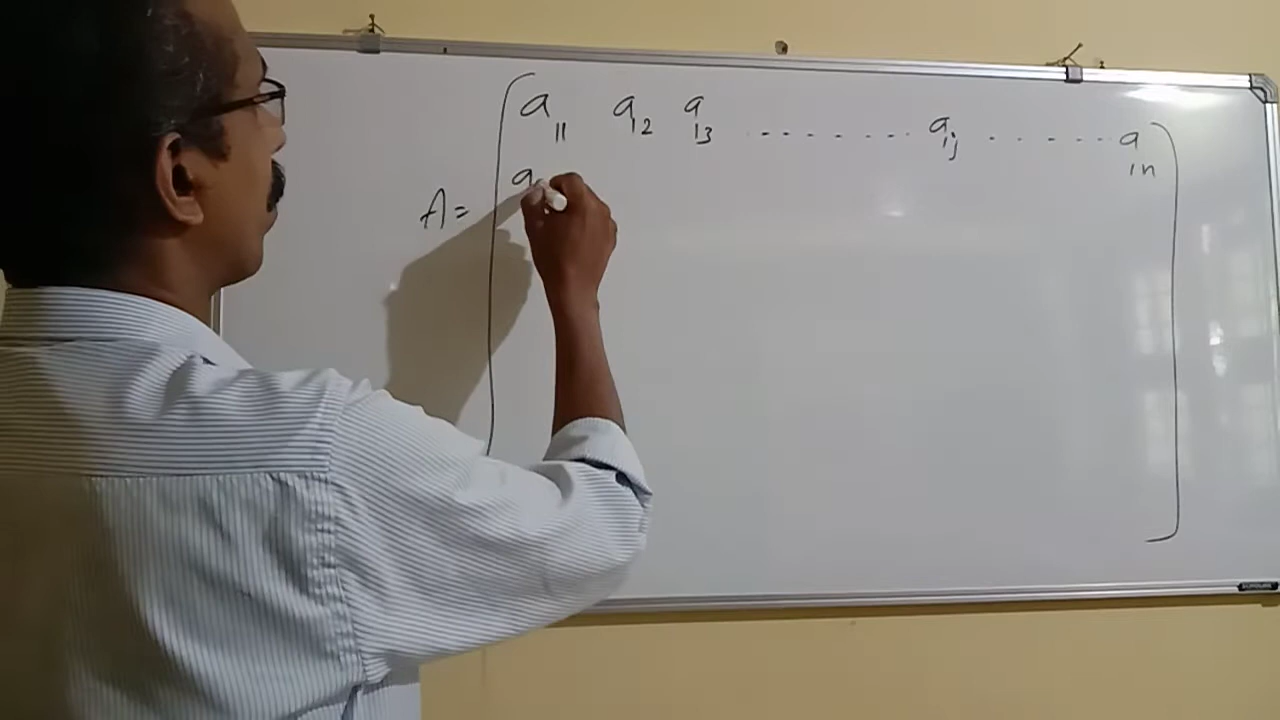 a₁₁ a₁₂ a₁₃ --------- a₁ⱼ ------ a₁ₙ
A = a